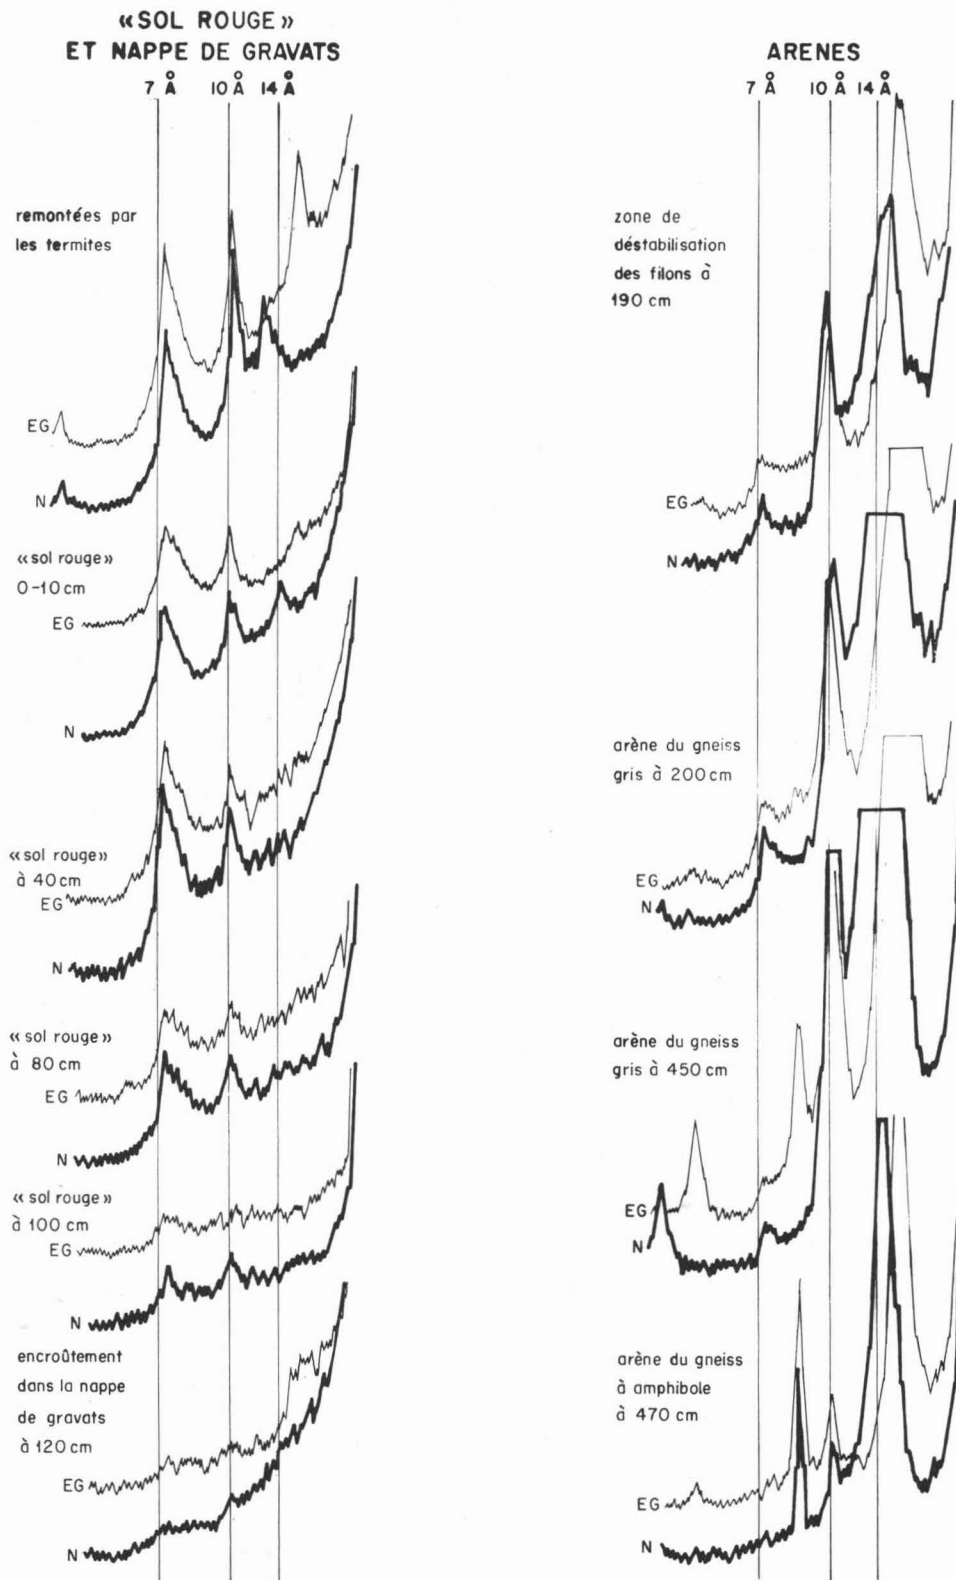 «SOL ROUGE»
ET NAPPE DE GRAVATS
7 Å 10 Å 14 Å
remontées par
les termites
EG
N
«sol rouge»
0-10 cm
EG
N
«sol rouge»
à 40 cm
EG
N
«sol rouge»
à 80 cm
EG
N
«sol rouge»
à 100 cm
EG
N
encroûtement
dans la nappe
de gravats
à 120 cm
EG
N
ARENES
7 Å 10 Å 14 Å
zone de
déstabilisation
des filons à
190 cm
EG
N
arène du gneiss
gris à 200 cm
EG
N
arène du gneiss
gris à 450 cm
EG
N
arène du gneiss
à amphibole
à 470 cm
EG
N